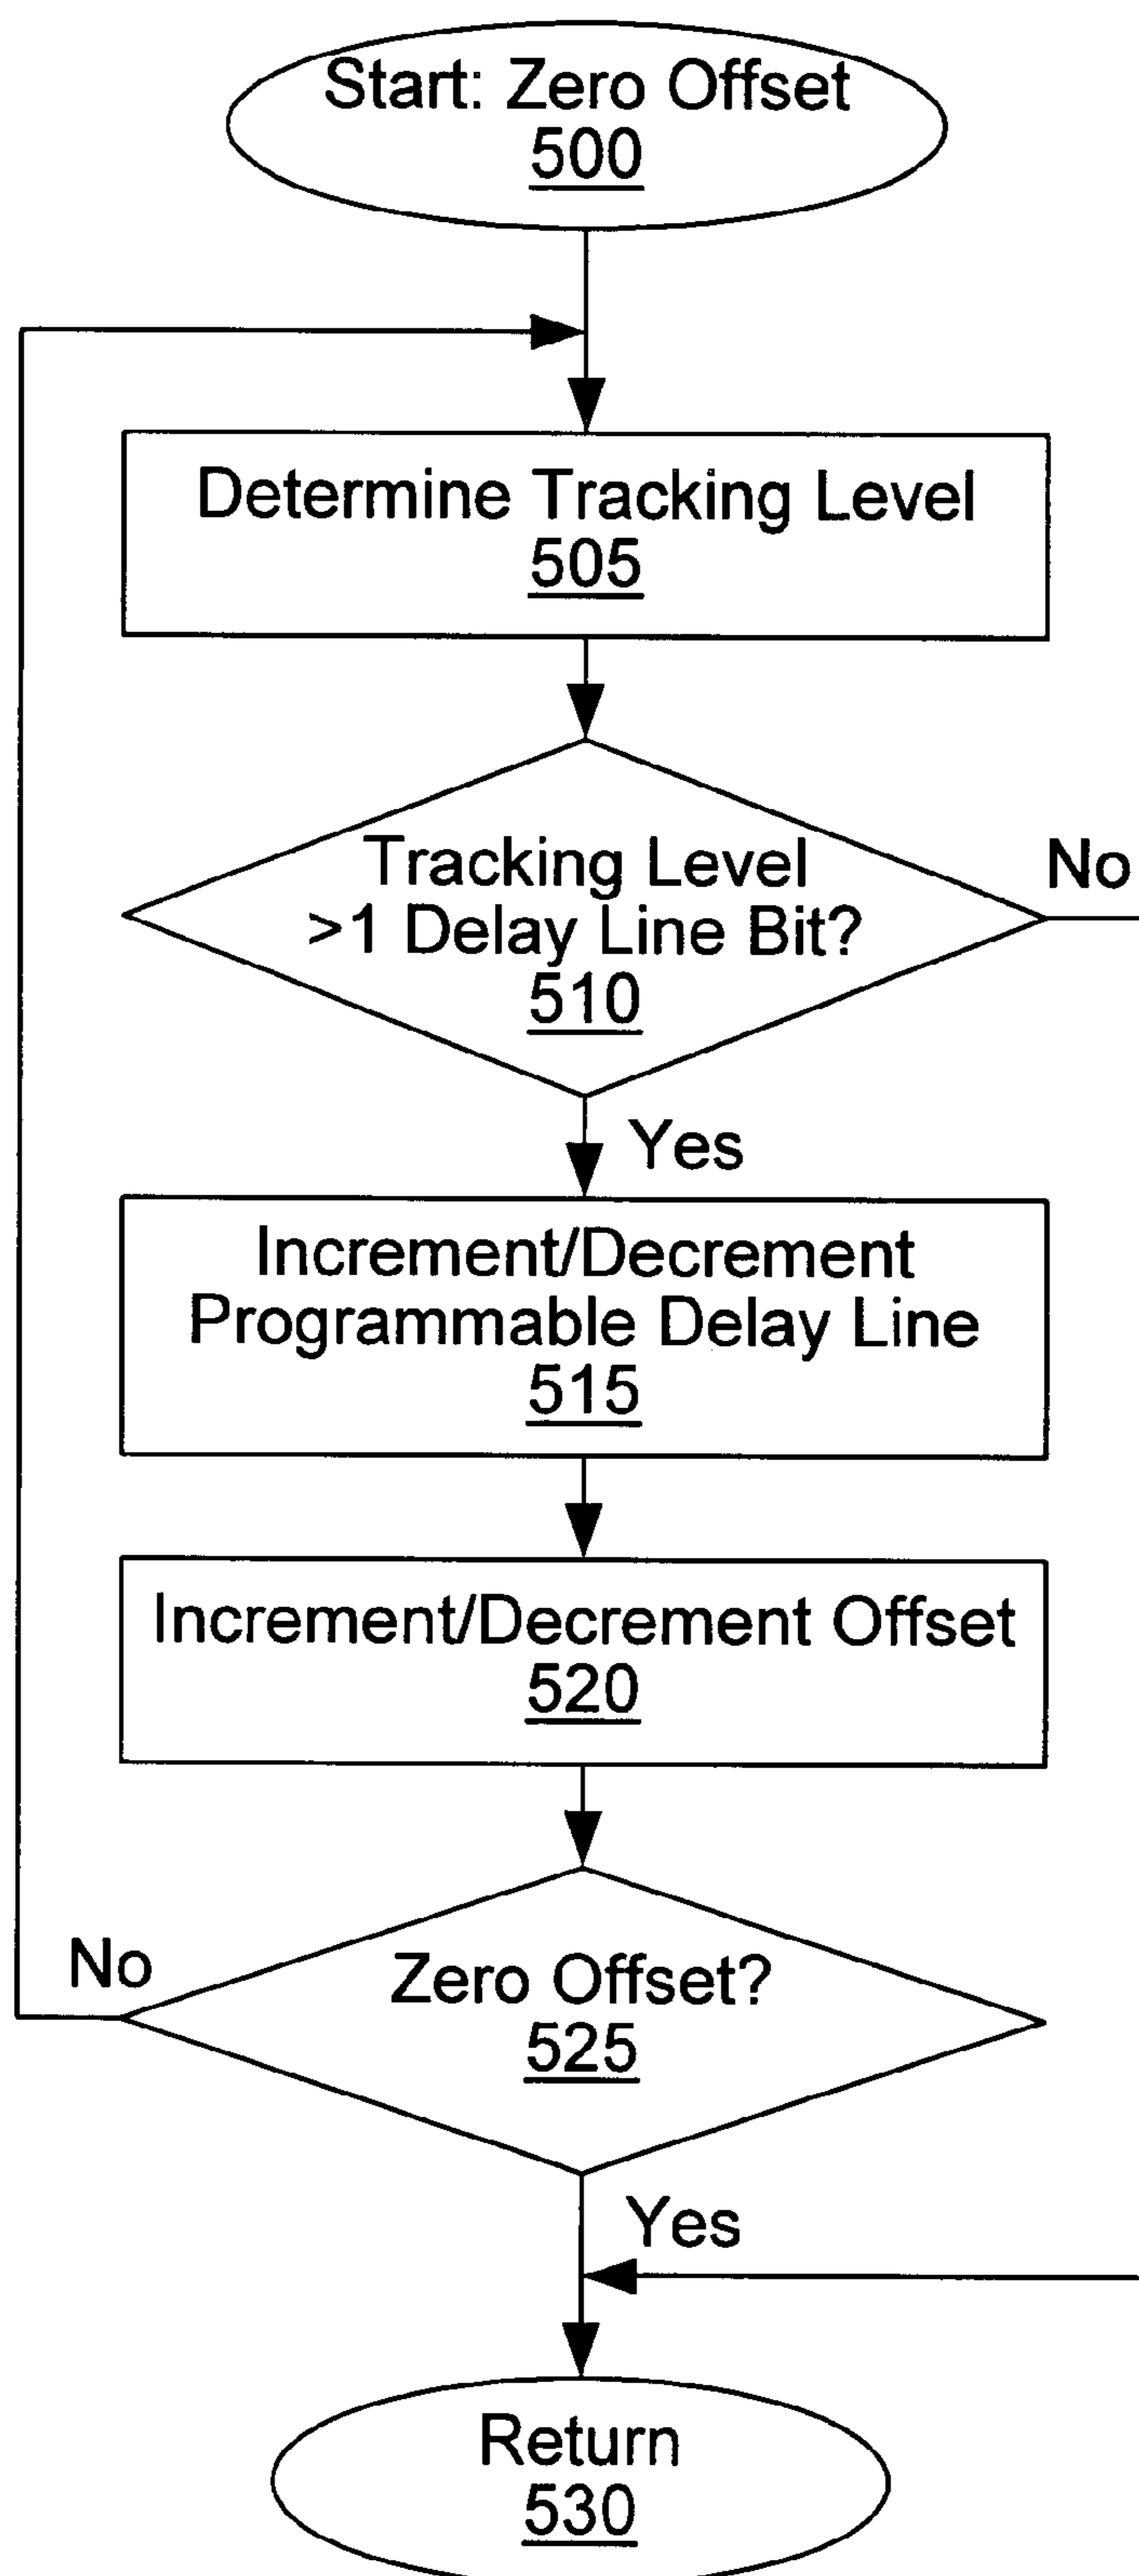 Start: Zero Offset
500
Determine Tracking Level
505
Tracking Level
>1 Delay Line Bit?
510
No
Yes
Increment/Decrement
Programmable Delay Line
515
Increment/Decrement Offset
520
No
Zero Offset?
525
Yes
Return
530